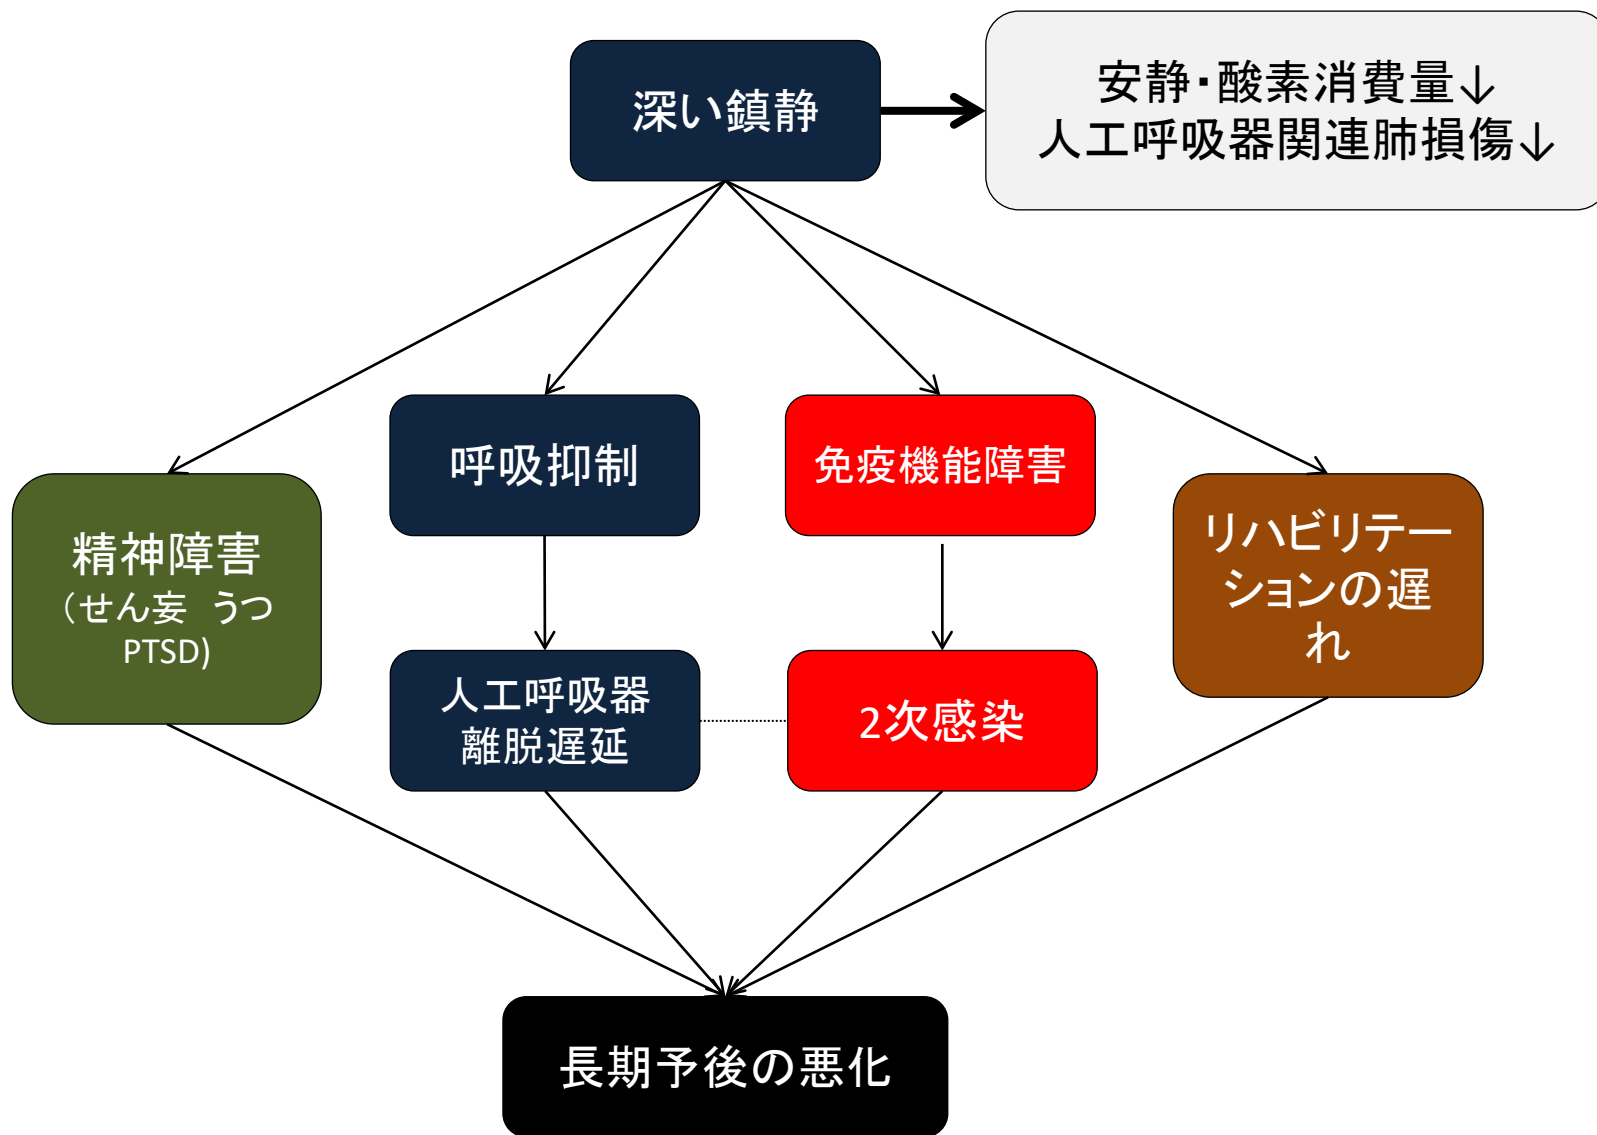 深い鎮静
安静・酸素消費量↓
人工呼吸器関連肺損傷↓
呼吸抑制
免疫機能障害
精神障害
（せん妄　うつ
PTSD)
リハビリテー
ションの遅
れ
人工呼吸器
離脱遅延
2次感染
長期予後の悪化